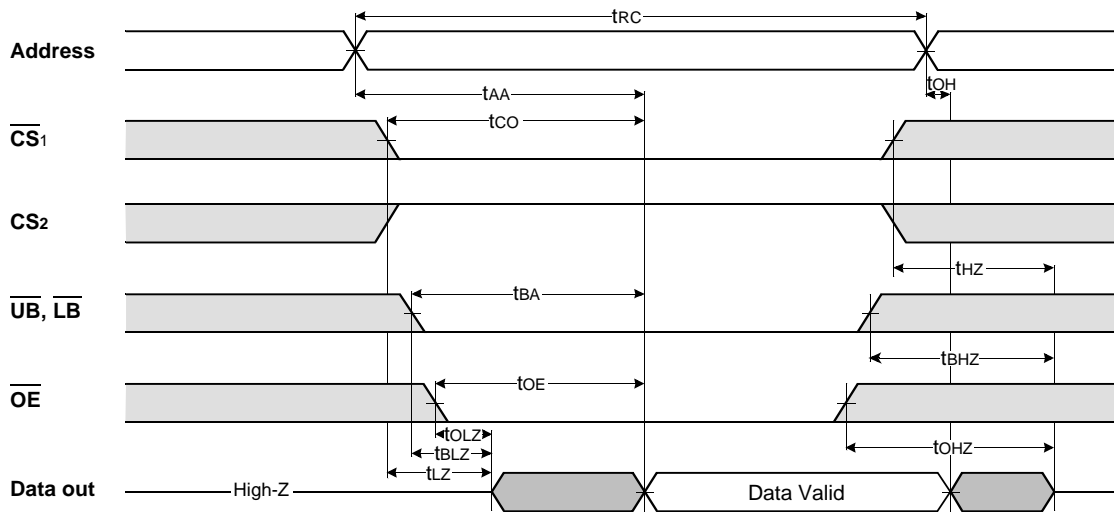 tRC
Address
tOH
tAA
tCO
CS1
CS2
tHZ
tBA
UB, LB
tBHZ
tOE
OE
tOLZ
tOHZ
tBLZ
tLZ
Data out High-Z Data Valid